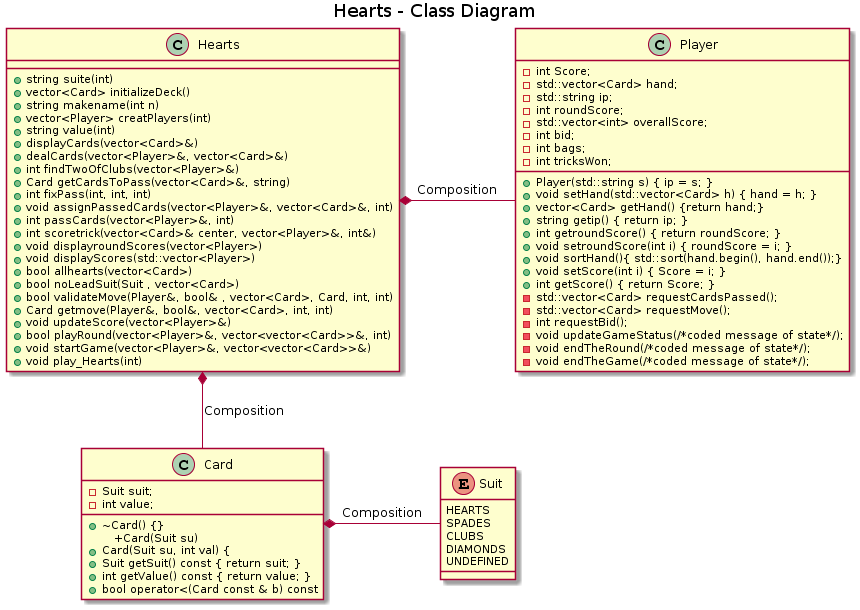 Hearts - Class Diagram
C Hearts
string suite(int)
vector<Card> initializeDeck()
string makename(int n)
vector<Player> creatPlayers(int)
string value(int)
displayCards(vector<Card>&)
dealCards(vector<Player>&, vector<Card>&)
int findTwoOfClubs(vector<Player>&)
Card getCardsToPass(vector<Card>&, string)
int fixPass(int, int, int)
void assignPassedCards(vector<Player>&, vector<Card>&, int)
int passCards(vector<Player>&, int)
int scoretrick(vector<Card>& center, vector<Player>&, int&)
void displayroundScores(vector<Player>)
void displayScores(std::vector<Player>)
bool allhearts(vector<Card>)
bool noLeadSuit(Suit , vector<Card>)
bool validateMove(Player&, bool& , vector<Card>, Card, int, int)
Card getmove(Player&, bool&, vector<Card>, int, int)
void updateScore(vector<Player>&)
bool playRound(vector<Player>&, vector<vector<Card>>&, int)
void startGame(vector<Player>&, vector<vector<Card>>&)
void play_Hearts(int)
Composition
C Player
int Score;
std::vector<Card> hand;
std::string ip;
int roundScore;
std::vector<int> overallScore;
int bid;
int bags;
int tricksWon;
Player(std::string s) { ip = s; }
void setHand(std::vector<Card> h) { hand = h; }
vector<Card> getHand() {return hand;}
string getip() { return ip; }
int getroundScore() { return roundScore; }
void setroundScore(int i) { roundScore = i; }
void sortHand(){ std::sort(hand.begin(), hand.end());}
void setScore(int i) { Score = i; }
int getScore() { return Score; }
std::vector<Card> requestCardsPassed();
std::vector<Card> requestMove();
int requestBid();
void updateGameStatus(/*coded message of state*/);
void endTheRound(/*coded message of state*/);
void endTheGame(/*coded message of state*/);
Composition
C Card
Suit suit;
int value;
~Card() {}
+Card(Suit su)
Card(Suit su, int val) {
Suit getSuit() const { return suit; }
int getValue() const { return value; }
bool operator<(Card const & b) const
Composition
E Suit
HEARTS
SPADES
CLUBS
DIAMONDS
UNDEFINED